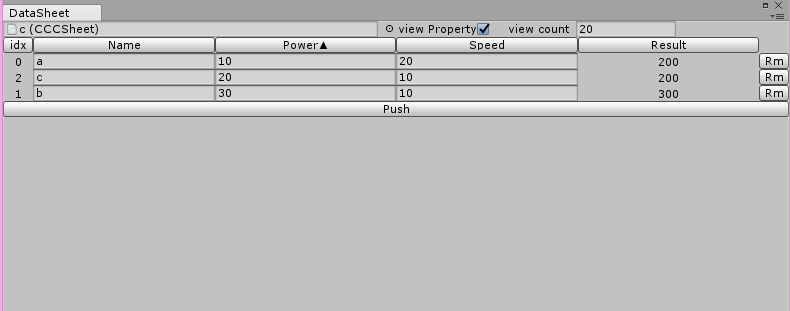 DataSheet
c (CCCSheet) view Property view count 20
idx Name Power▲ Speed Result
0 a 10 20 200 Rm
2 c 20 10 200 Rm
1 b 30 10 300 Rm
Push